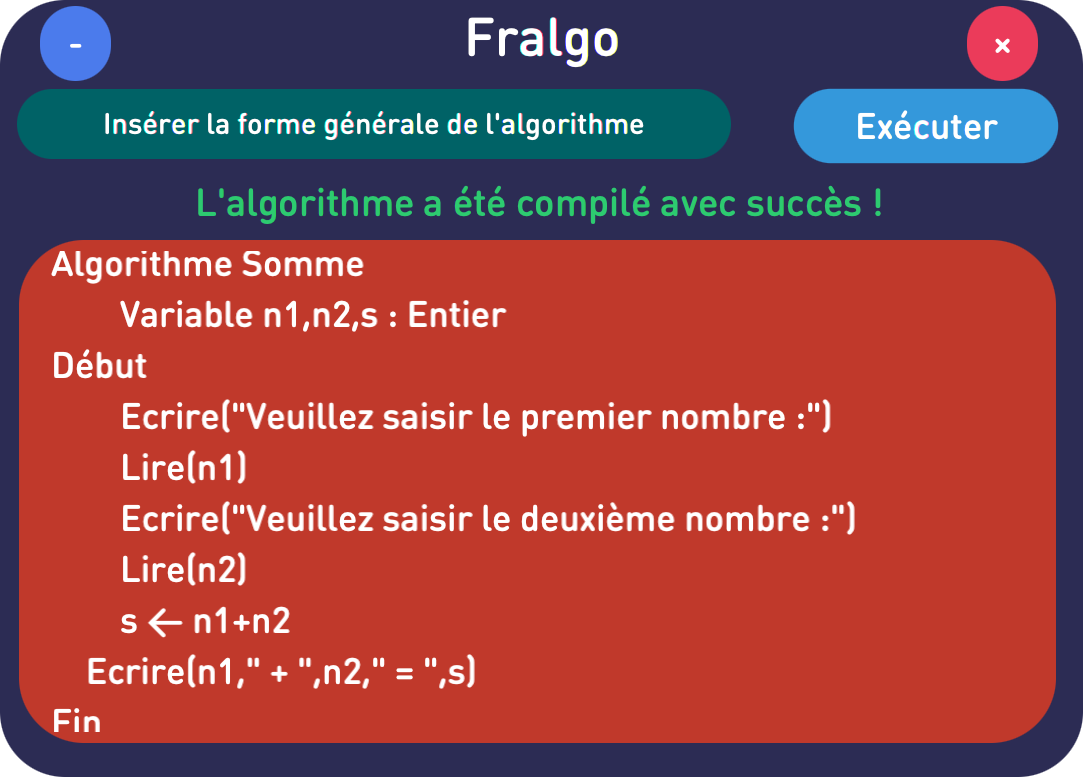 -
Fralgo
×
Insérer la forme générale de l'algorithme
Exécuter
L'algorithme a été compilé avec succès !
Algorithme Somme
Variable n1,n2,s : Entier
Début
Ecrire("Veuillez saisir le premier nombre :")
Lire(n1)
Ecrire("Veuillez saisir le deuxième nombre :")
Lire(n2)
s ← n1+n2
Ecrire(n1," + ",n2," = ",s)
Fin